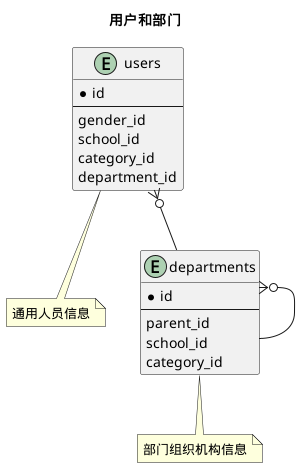 用户和部门
E users
* id
gender_id
school_id
category_id
department_id
通用人员信息
E departments
* id
parent_id
school_id
category_id
部门组织机构信息